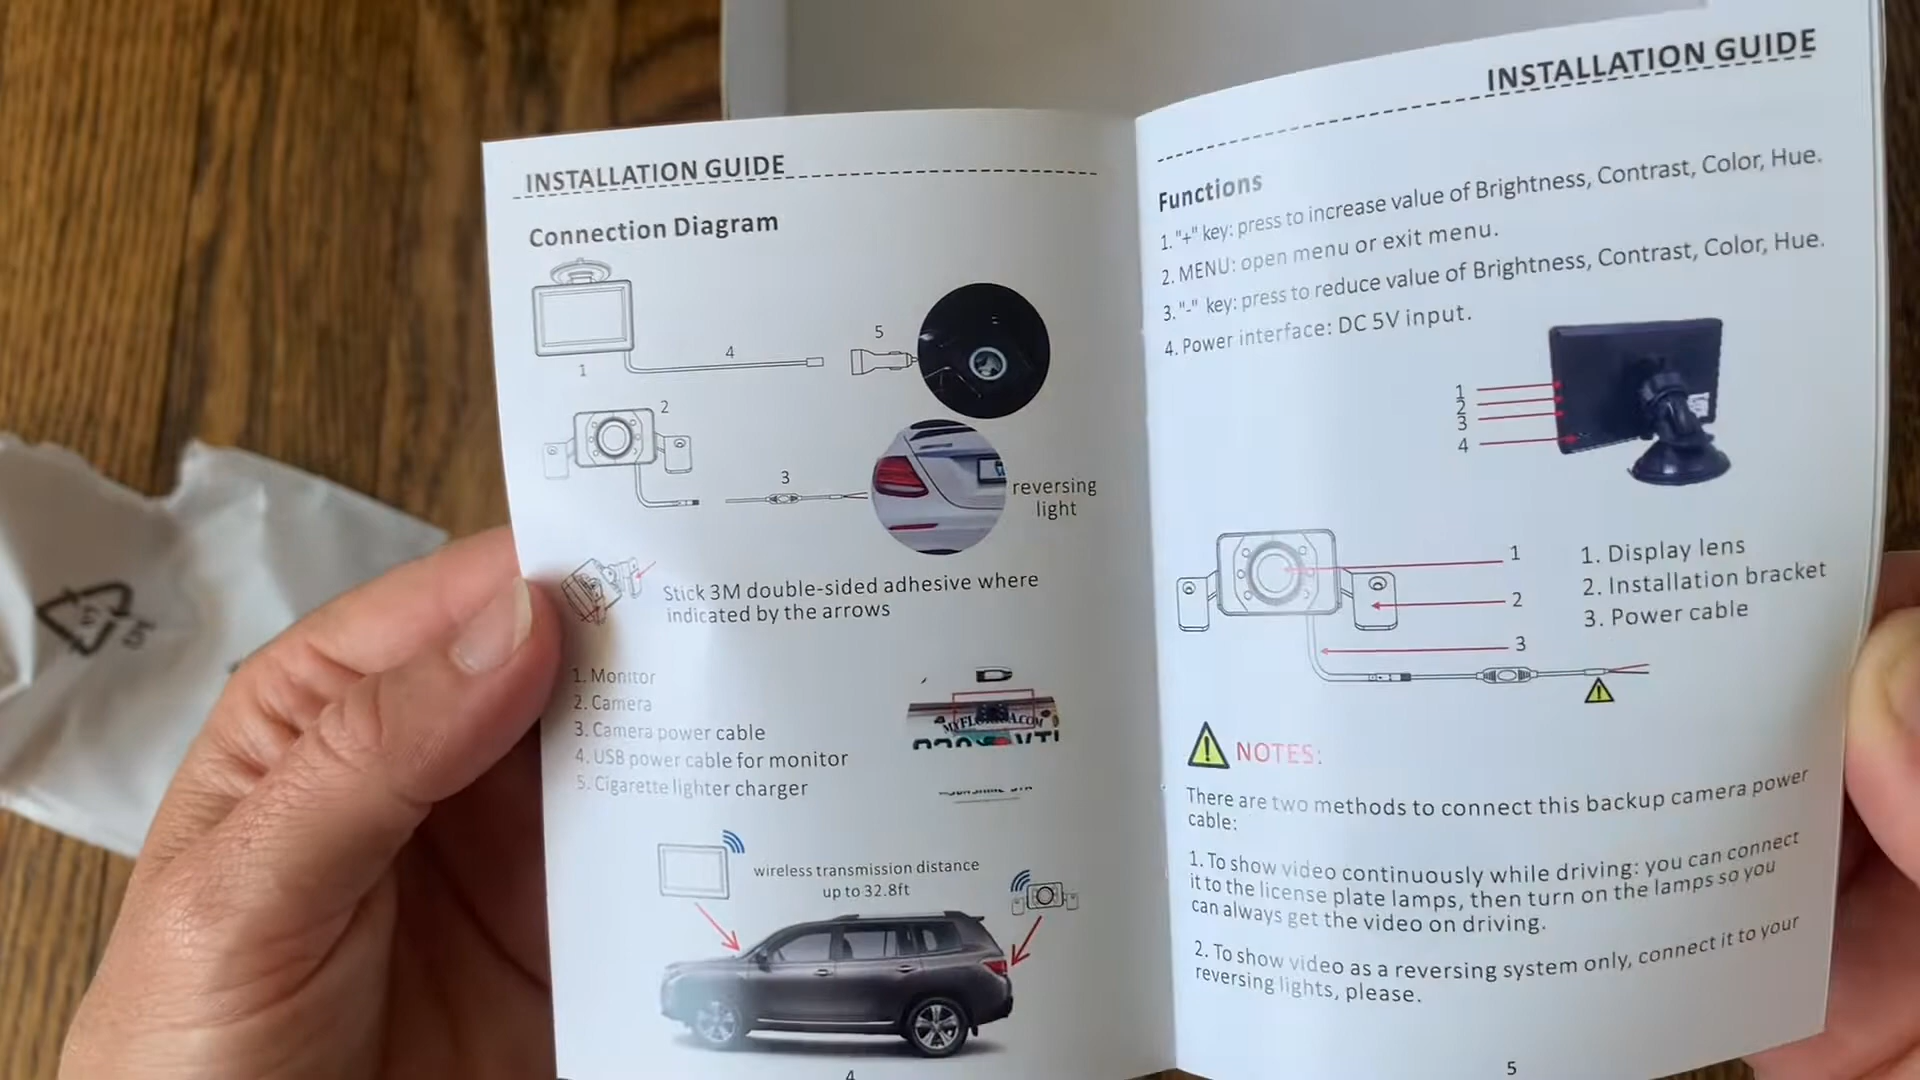 INSTALLATION GUIDE
Connection Diagram
1
4
5
2
3
reversing
light
Stick 3M double-sided adhesive where
indicated by the arrows
1. Monitor
2. Camera
3. Camera power cable
4. USB power cable for monitor
5. Cigarette lighter charger
wireless transmission distance
up to 32.8ft
4
INSTALLATION GUIDE
Functions
1. "+" key: press to increase value of Brightness, Contrast, Color, Hue.
2. MENU: open menu or exit menu.
3. "-" key: press to reduce value of Brightness, Contrast, Color, Hue.
4. Power interface: DC 5V input.
1
2
3
4
1
2
3
1. Display lens
2. Installation bracket
3. Power cable
NOTES:
There are two methods to connect this backup camera power
cable:
1. To show video continuously while driving: you can connect
it to the license plate lamps, then turn on the lamps so you
can always get the video on driving.
2. To show video as a reversing system only, connect it to your
reversing lights, please.
5